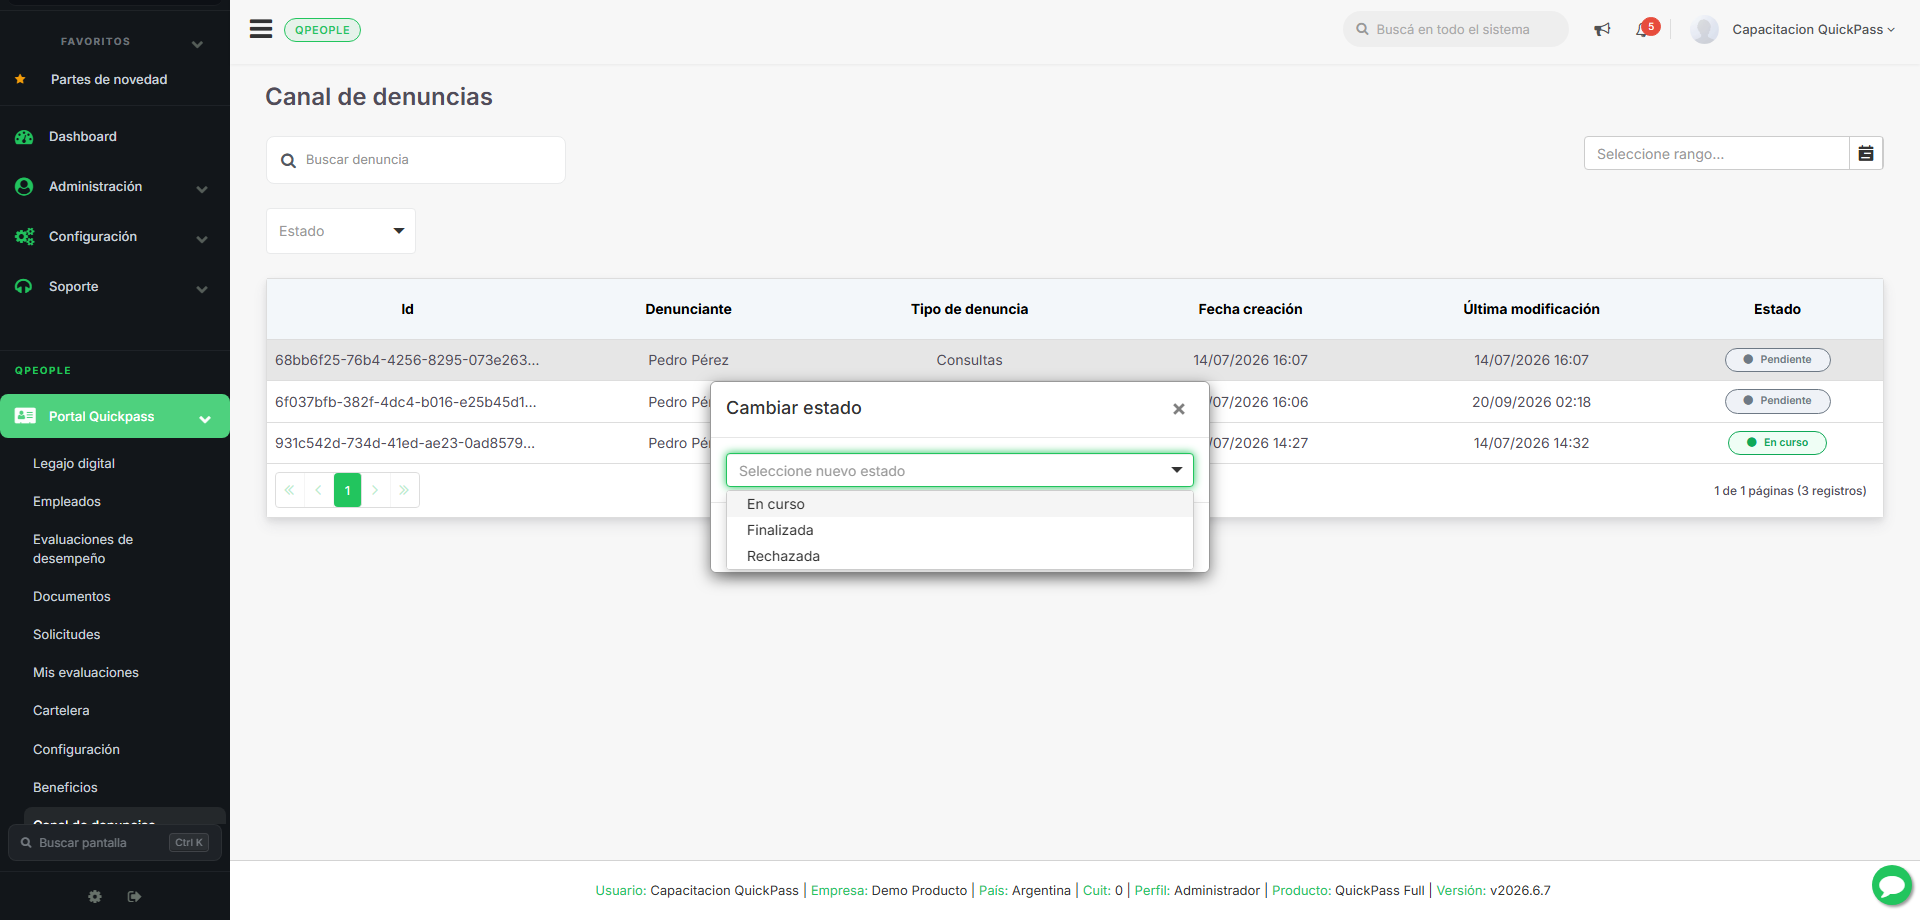 FAVORITOS
Partes de novedad
Dashboard
Administración
Configuración
Soporte
QPEOPLE
Portal Quickpass
Legajo digital
Empleados
Evaluaciones de
desempeño
Documentos
Solicitudes
Mis evaluaciones
Cartelera
Configuración
Beneficios
Canal de denuncias
Buscar pantalla
Ctrl K
QPEOPLE
Buscá en todo el sistema
5
Capacitacion QuickPass
Canal de denuncias
Buscar denuncia
Seleccione rango...
Estado
Id Denunciante Tipo de denuncia Fecha creación Última modificación Estado
68bb6f25-76b4-4256-8295-073e263... Pedro Pérez Consultas 14/07/2026 16:07 14/07/2026 16:07 Pendiente
6f037bfb-382f-4dc4-b016-e25b45d1... Pedro Pé /07/2026 16:06 20/09/2026 02:18 Pendiente
931c542d-734d-41ed-ae23-0ad8579... Pedro Pé /07/2026 14:27 14/07/2026 14:32 En curso
« ‹ 1 › »
1 de 1 páginas (3 registros)
Cambiar estado
×
Seleccione nuevo estado
En curso
Finalizada
Rechazada
Usuario: Capacitacion QuickPass | Empresa: Demo Producto | País: Argentina | Cuit: 0 | Perfil: Administrador | Producto: QuickPass Full | Versión: v2026.6.7